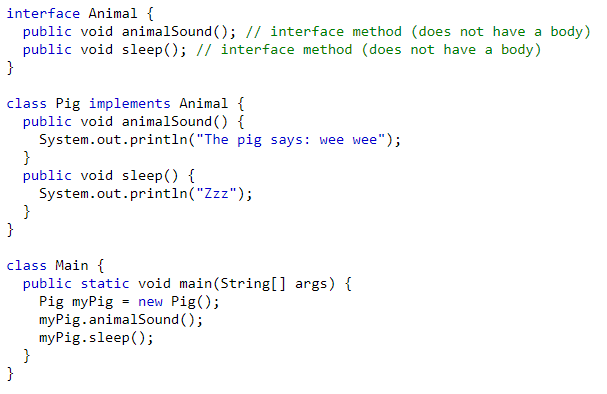 interface Animal {
  public void animalSound(); // interface method (does not have a body)
  public void sleep(); // interface method (does not have a body)
}

class Pig implements Animal {
  public void animalSound() {
    System.out.println("The pig says: wee wee");
  }
  public void sleep() {
    System.out.println("Zzz");
  }
}

class Main {
  public static void main(String[] args) {
    Pig myPig = new Pig();
    myPig.animalSound();
    myPig.sleep();
  }
}